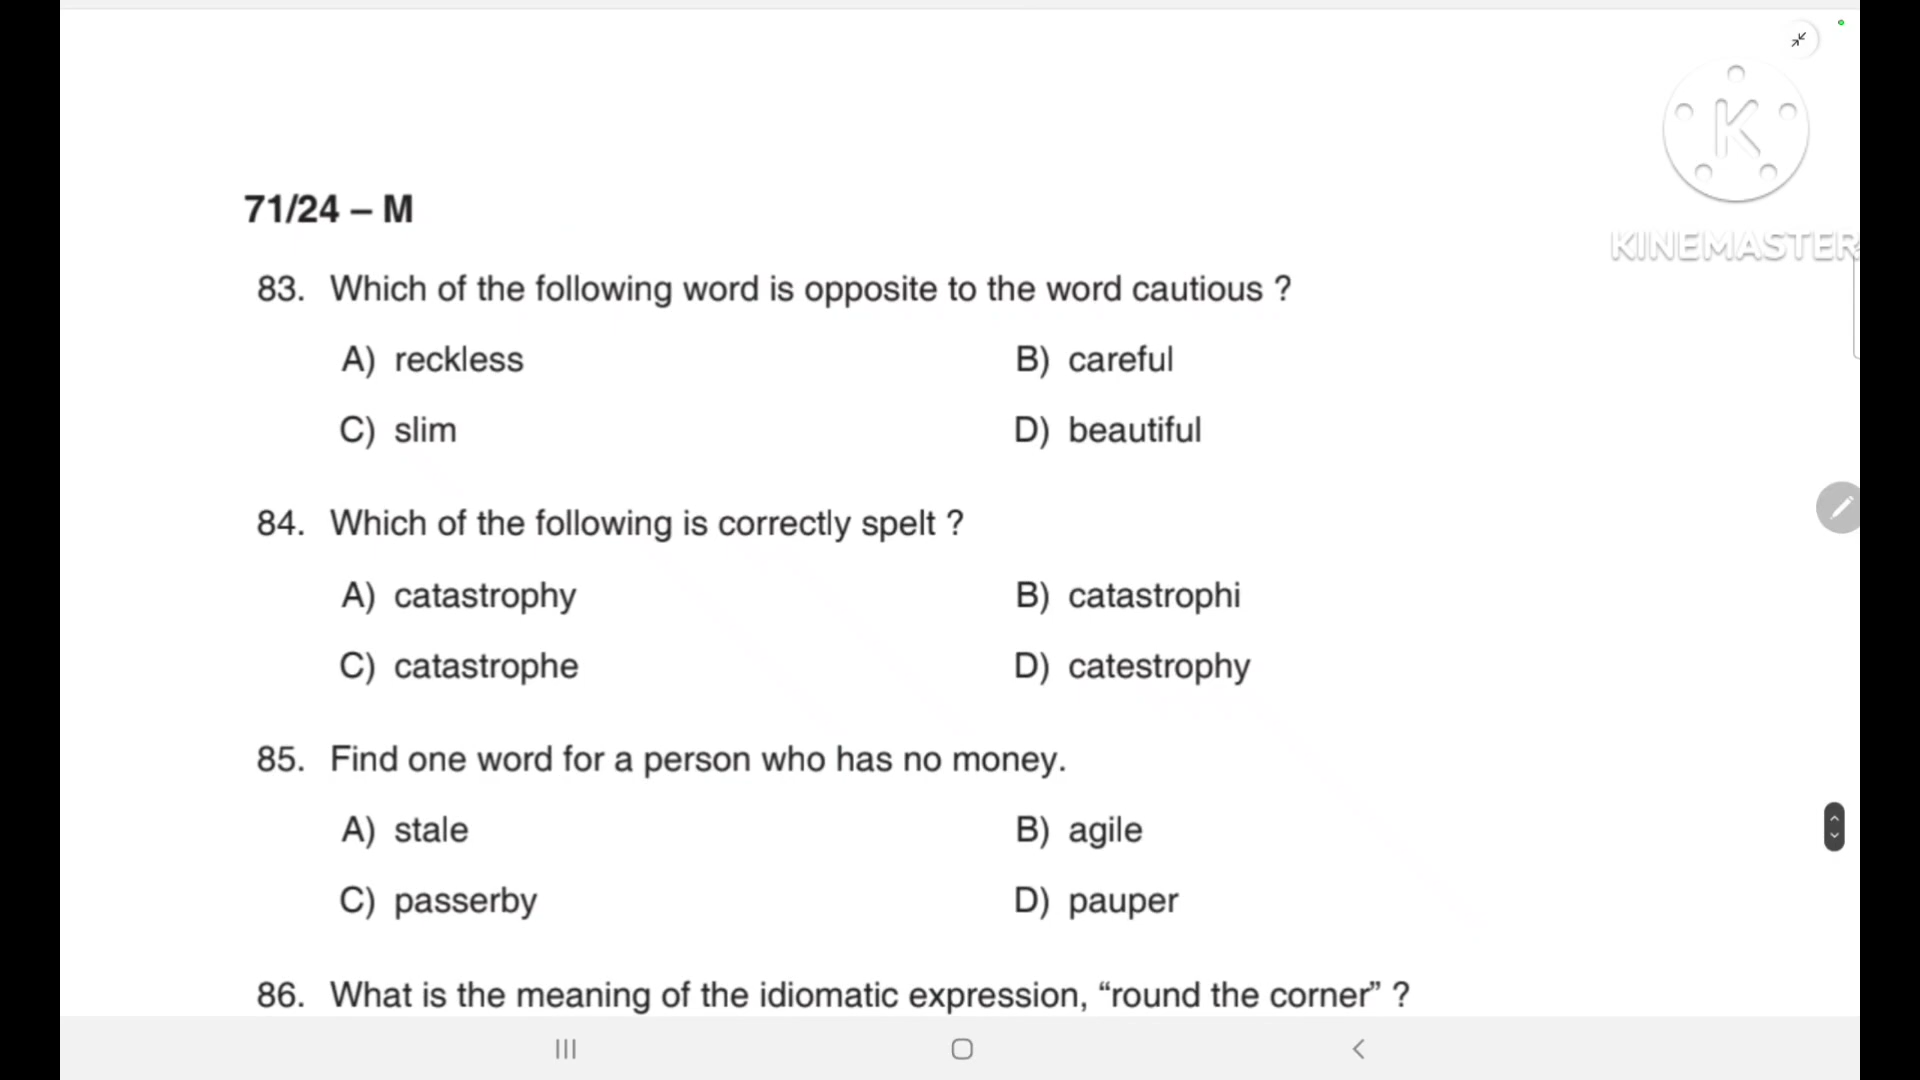 K
KINEMASTER
71/24 – M
83. Which of the following word is opposite to the word cautious ?
A) reckless B) careful
C) slim D) beautiful
84. Which of the following is correctly spelt ?
A) catastrophy B) catastrophi
C) catastrophe D) catestrophy
85. Find one word for a person who has no money.
A) stale B) agile
C) passerby D) pauper
86. What is the meaning of the idiomatic expression, “round the corner” ?